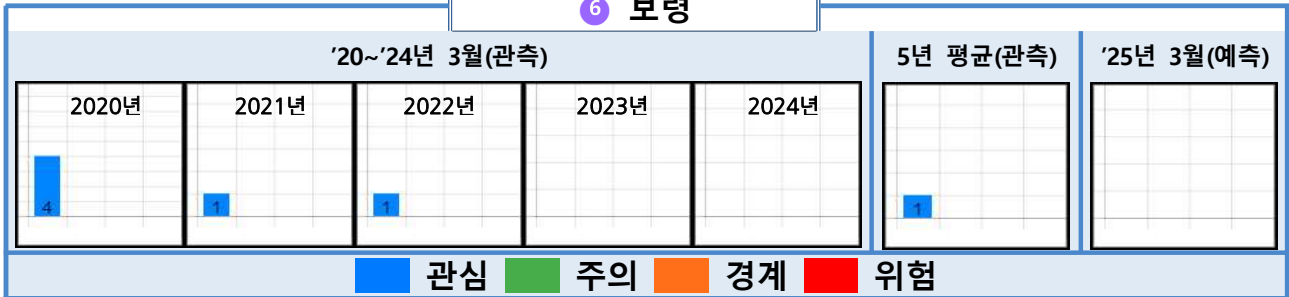 6 보령
'20~'24년 3월(관측)
5년 평균(관측)
'25년 3월(예측)
2020년
2021년
2022년
2023년
2024년
4
1
1
1
관심 주의 경계 위험